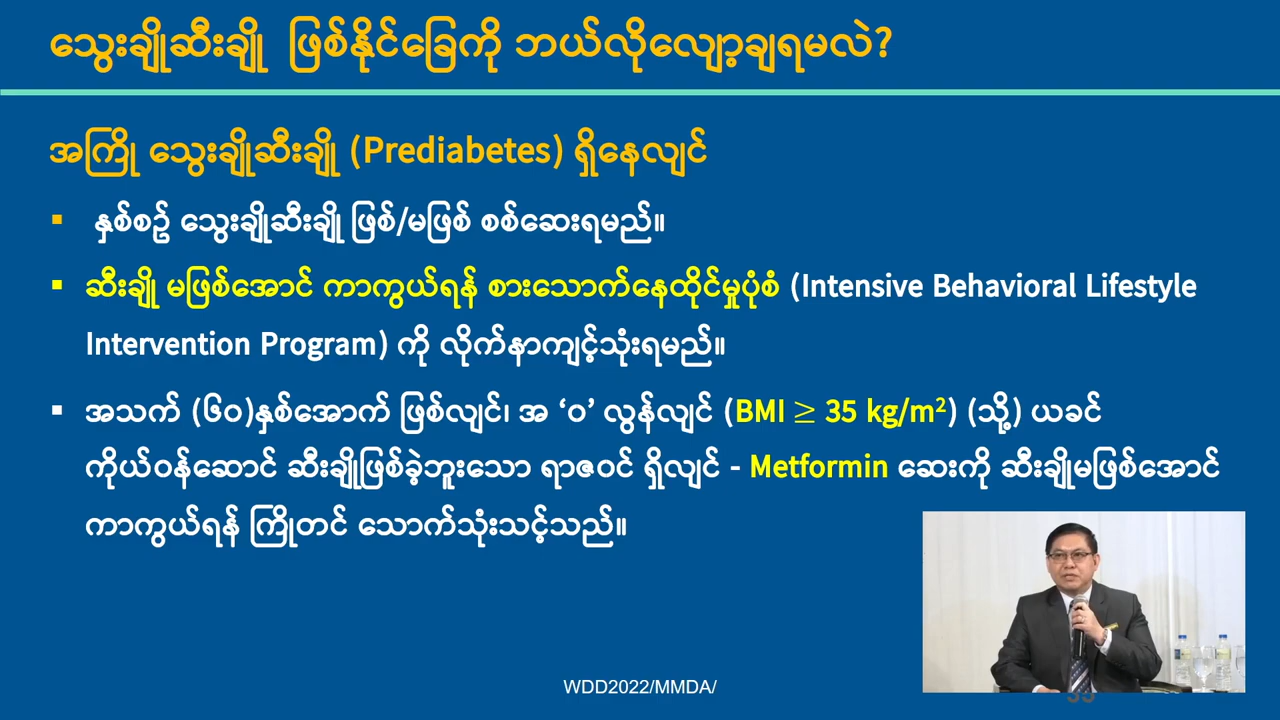 သွေးချိုဆီးချို ဖြစ်နိုင်ခြေကို ဘယ်လိုလျော့ချရမလဲ?
အကြို သွေးချိုဆီးချို (Prediabetes) ရှိနေလျင်
▪ နှစ်စဥ် သွေးချိုဆီးချို ဖြစ်/မဖြစ် စစ်ဆေးရမည်။
▪ ဆီးချို မဖြစ်အောင် ကာကွယ်ရန် စားသောက်နေထိုင်မှုပုံစံ (Intensive Behavioral Lifestyle
Intervention Program) ကို လိုက်နာကျင့်သုံးရမည်။
▪ အသက် (၆၀)နှစ်အောက် ဖြစ်လျင်၊ အ ‘ဝ’ လွန်လျင် (BMI ≥ 35 kg/m²) (သို့) ယခင်
ကိုယ်ဝန်ဆောင် ဆီးချိုဖြစ်ခဲ့ဘူးသော ရာဇဝင် ရှိလျင် - Metformin ဆေးကို ဆီးချိုမဖြစ်အောင်
ကာကွယ်ရန် ကြိုတင် သောက်သုံးသင့်သည်။
WDD2022/MMDA/